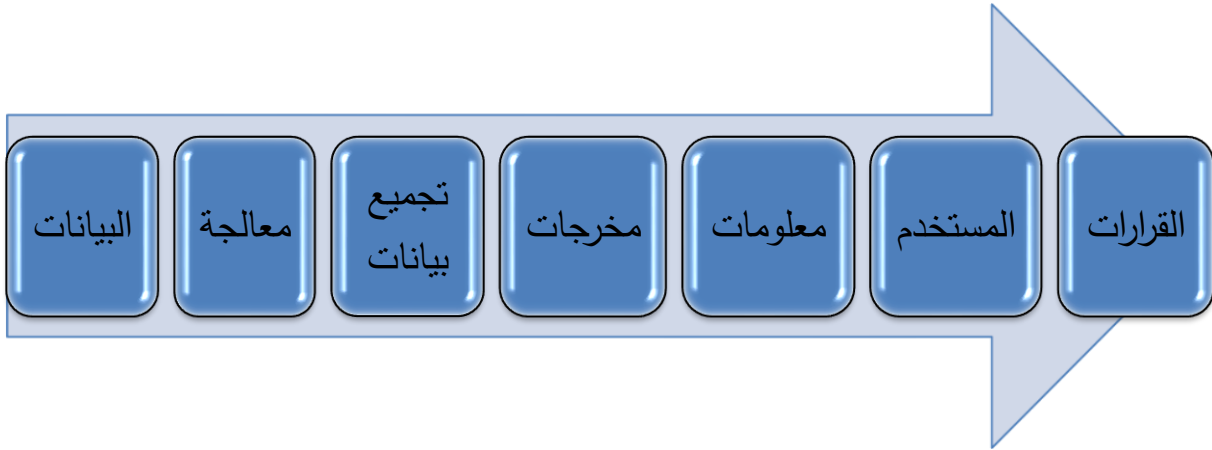 البيانات
معالجة
تجميع
بيانات
مخرجات
معلومات
المستخدم
القرارات